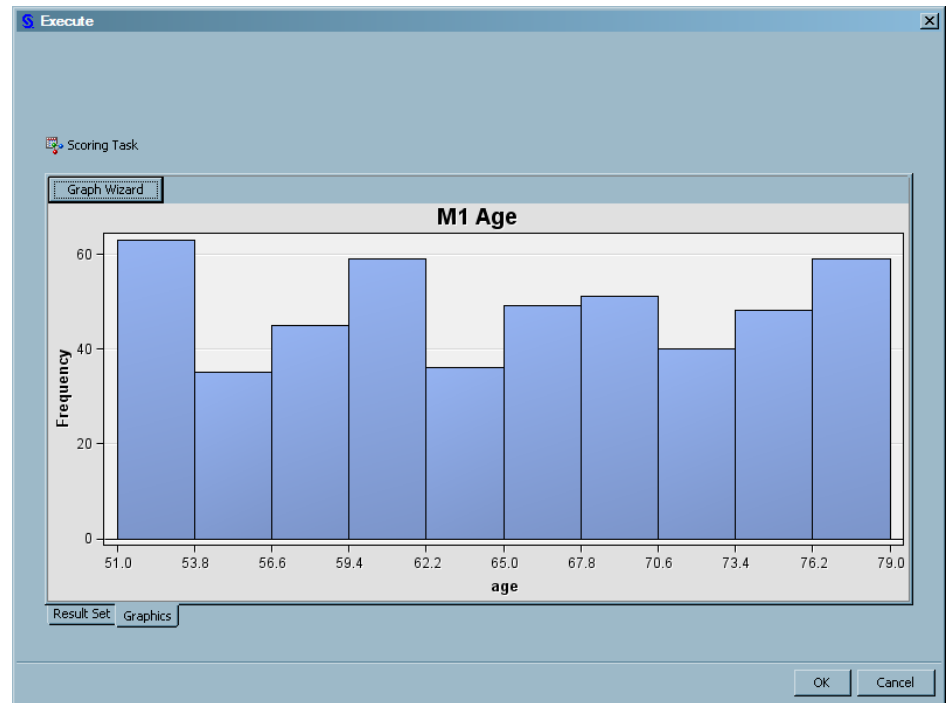 Execute
Scoring Task
Graph Wizard
M1 Age
Frequency
60
40
20
0
51.0 53.8 56.6 59.4 62.2 65.0 67.8 70.6 73.4 76.2 79.0
age
Result Set Graphics
OK Cancel